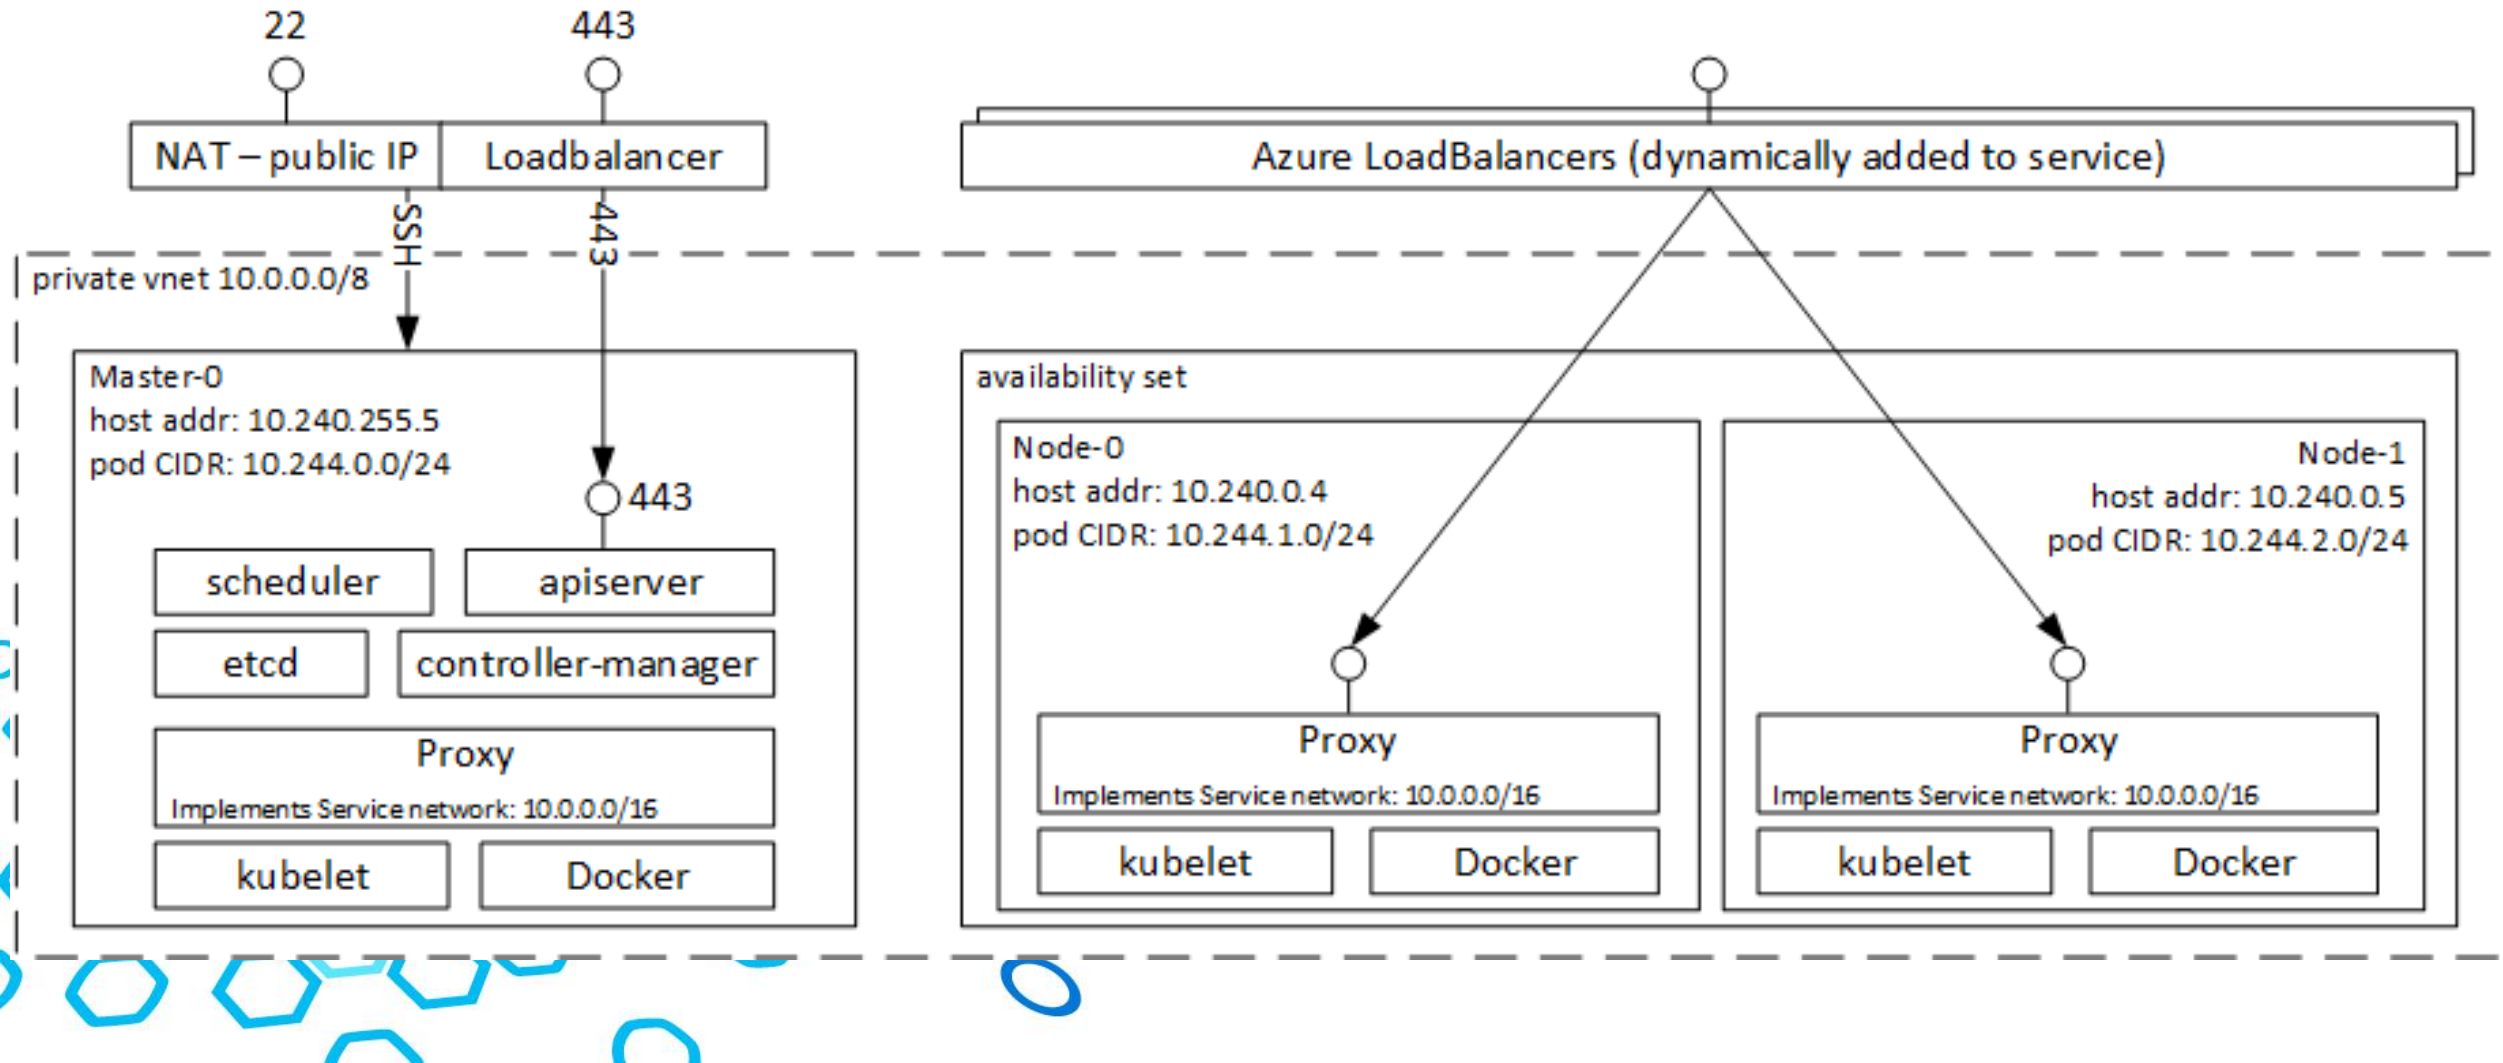 22
443
NAT – public IP
Loadbalancer
Azure LoadBalancers (dynamically added to service)
SSH
443
private vnet 10.0.0.0/8
Master-0
host addr: 10.240.255.5
pod CIDR: 10.244.0.0/24
443
scheduler
apiserver
etcd
controller-manager
Proxy
Implements Service network: 10.0.0.0/16
kubelet
Docker
availability set
Node-0
host addr: 10.240.0.4
pod CIDR: 10.244.1.0/24
Proxy
Implements Service network: 10.0.0.0/16
kubelet
Docker
Node-1
host addr: 10.240.0.5
pod CIDR: 10.244.2.0/24
Proxy
Implements Service network: 10.0.0.0/16
kubelet
Docker